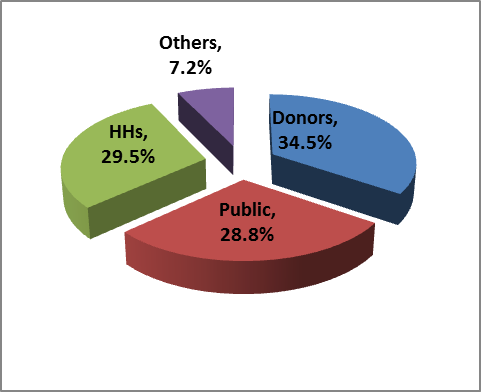 Others,
7.2%
Donors,
34.5%
HHs,
29.5%
Public,
28.8%